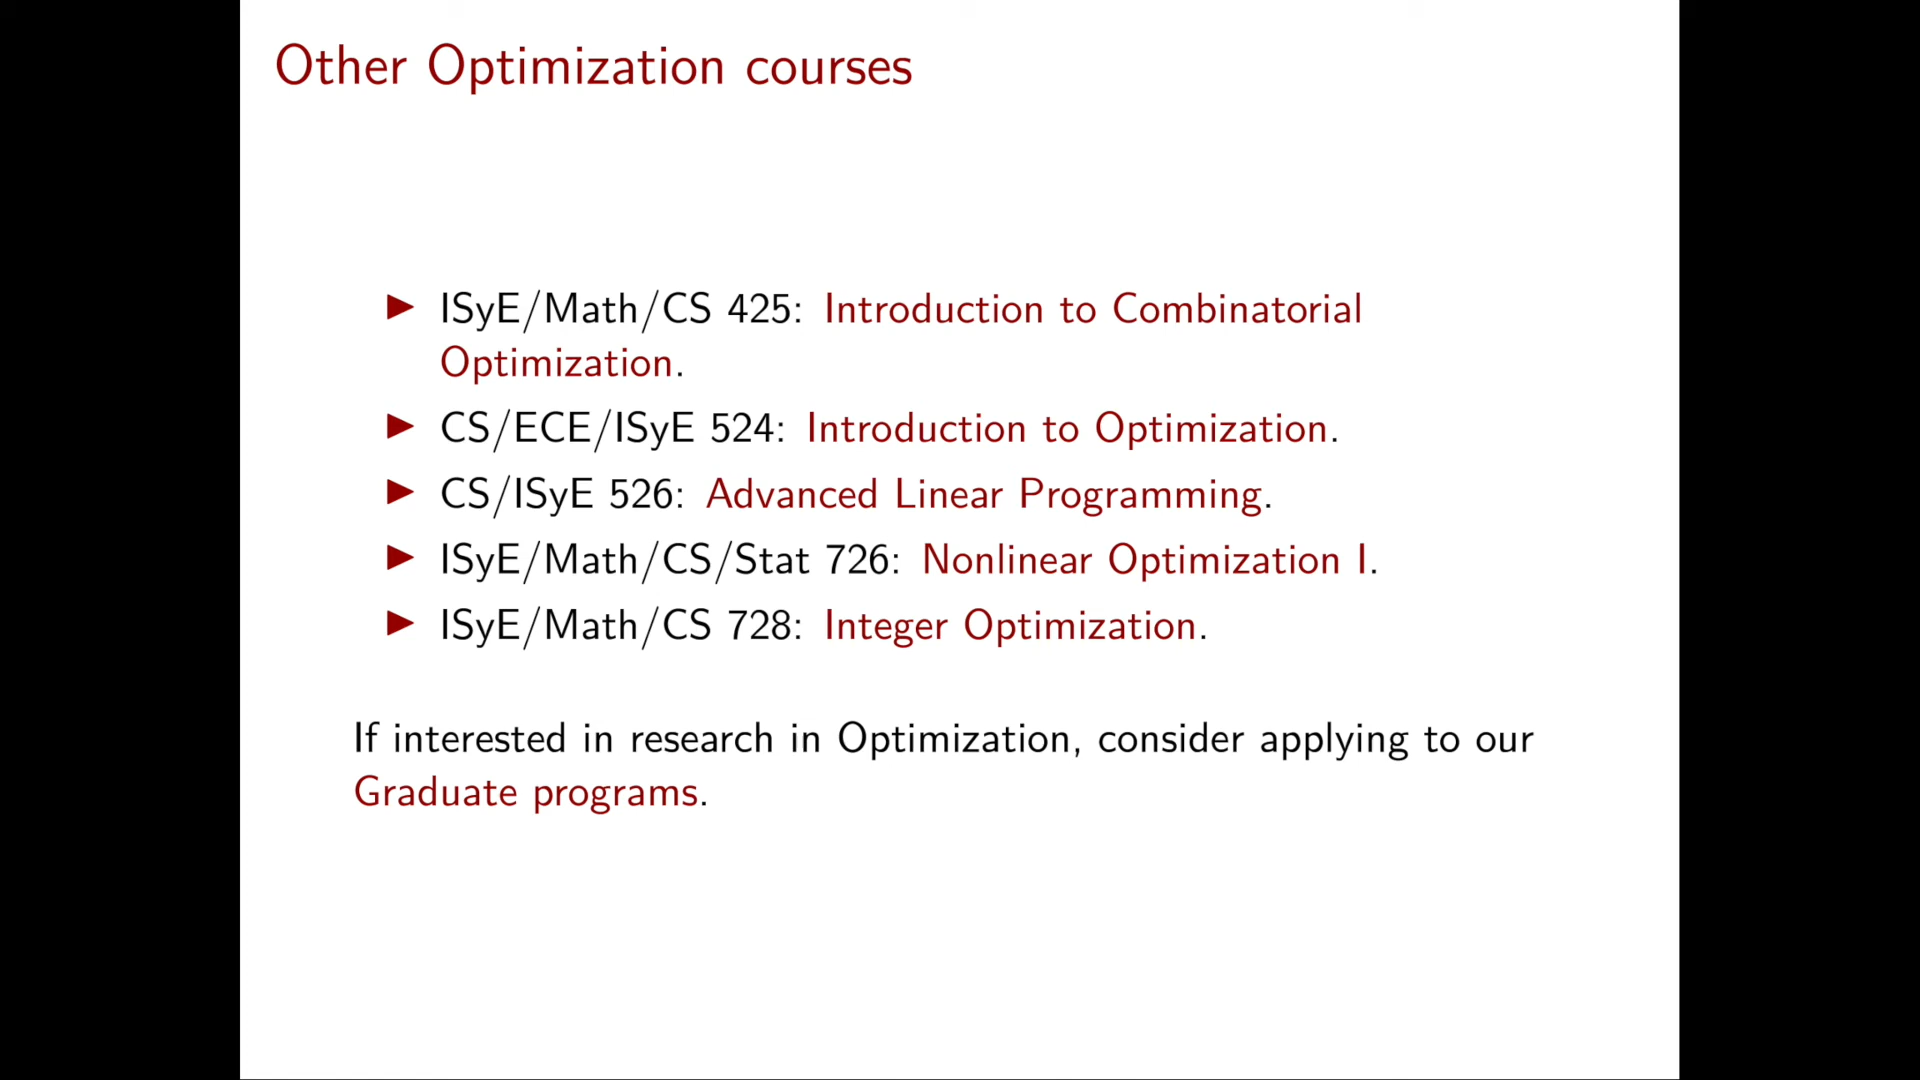 Other Optimization courses
▶ ISyE/Math/CS 425: Introduction to Combinatorial
Optimization.
▶ CS/ECE/ISyE 524: Introduction to Optimization.
▶ CS/ISyE 526: Advanced Linear Programming.
▶ ISyE/Math/CS/Stat 726: Nonlinear Optimization I.
▶ ISyE/Math/CS 728: Integer Optimization.
If interested in research in Optimization, consider applying to our
Graduate programs.